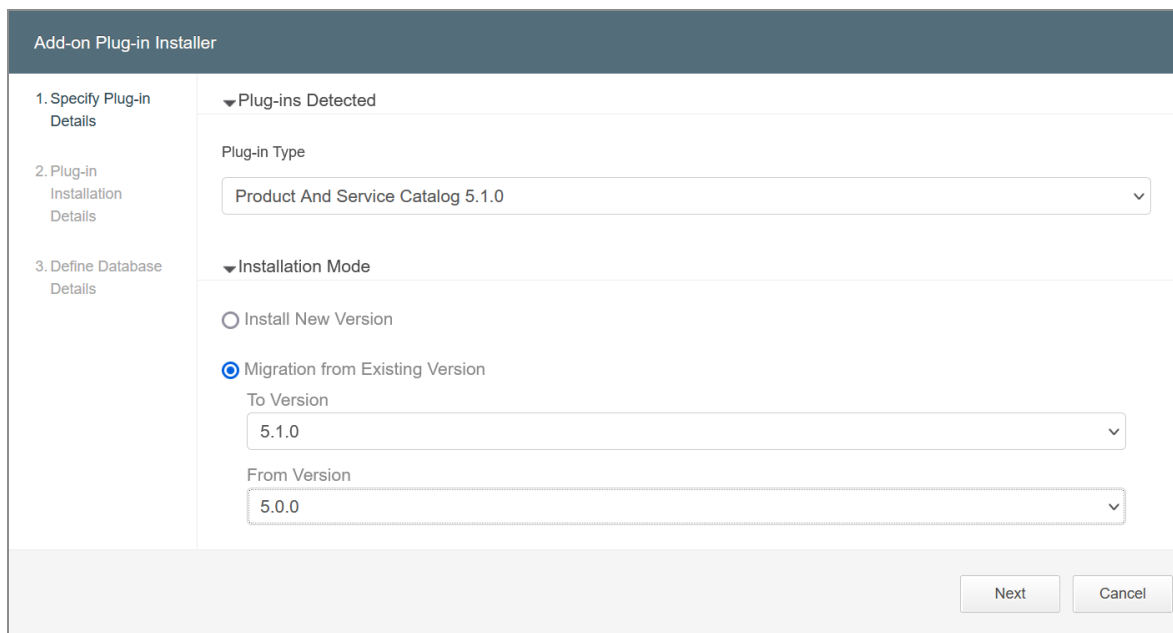 Add-on Plug-in Installer
1. Specify Plug-in
Details
2. Plug-in
Installation
Details
3. Define Database
Details
Plug-ins Detected
Plug-in Type
Product And Service Catalog 5.1.0
Installation Mode
Install New Version
Migration from Existing Version
To Version
5.1.0
From Version
5.0.0
Next
Cancel